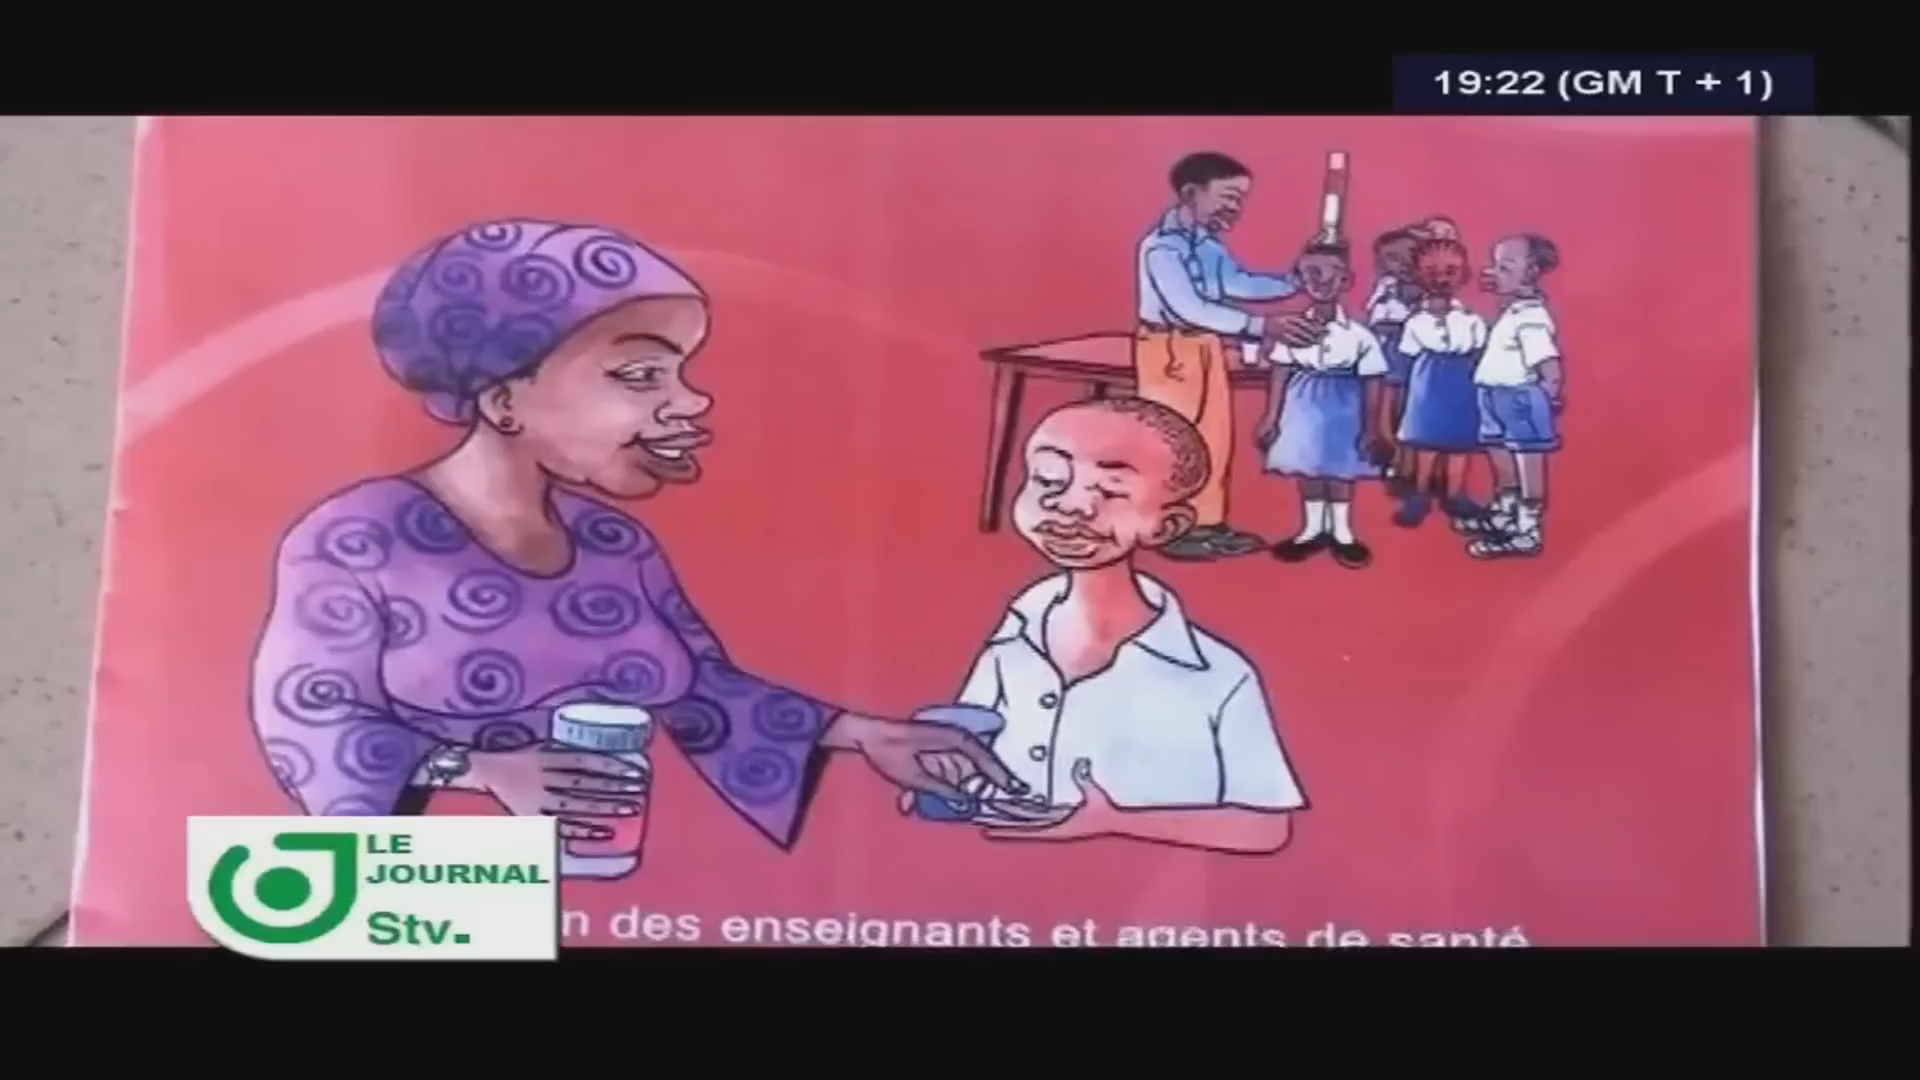 19:22 (GM T + 1)
LE
JOURNAL
Stv.
n des enseignants et agents de santé